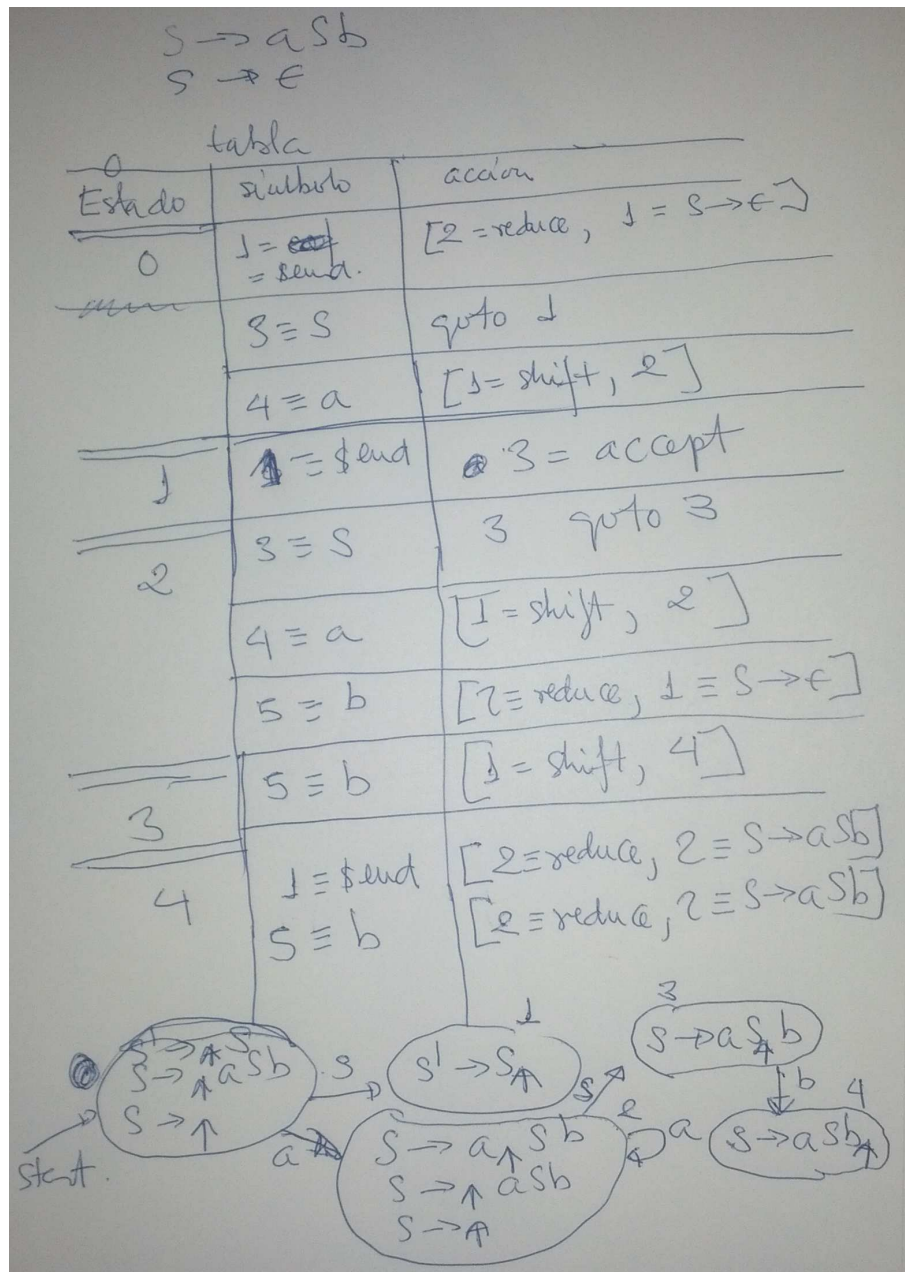 S → aSb
S → ε
tabla
Estado símbolo acción
0 1 = = $end. [2 = reduce, 1 = S → ε]
3 ≡ S goto 1
4 ≡ a [1 = shift, 2]
1 1 ≡ $end 3 = accept
2 3 ≡ S 3 goto 3
4 ≡ a [1 = shift, 2]
5 ≡ b [2 ≡ reduce, 1 ≡ S → ε]
3 5 ≡ b [1 = shift, 4]
4 1 ≡ $end [2 ≡ reduce, 2 ≡ S → aSb]
5 ≡ b [2 ≡ reduce, 2 ≡ S → aSb]
S' → ↑ S
S → ↑ aSb
S → ↑
start.
S
a
1
S' → S↑
S
2
S → a↑Sb
S → ↑aSb
S → ↑
a
3
S → aS↑b
b
4
S → aSb↑